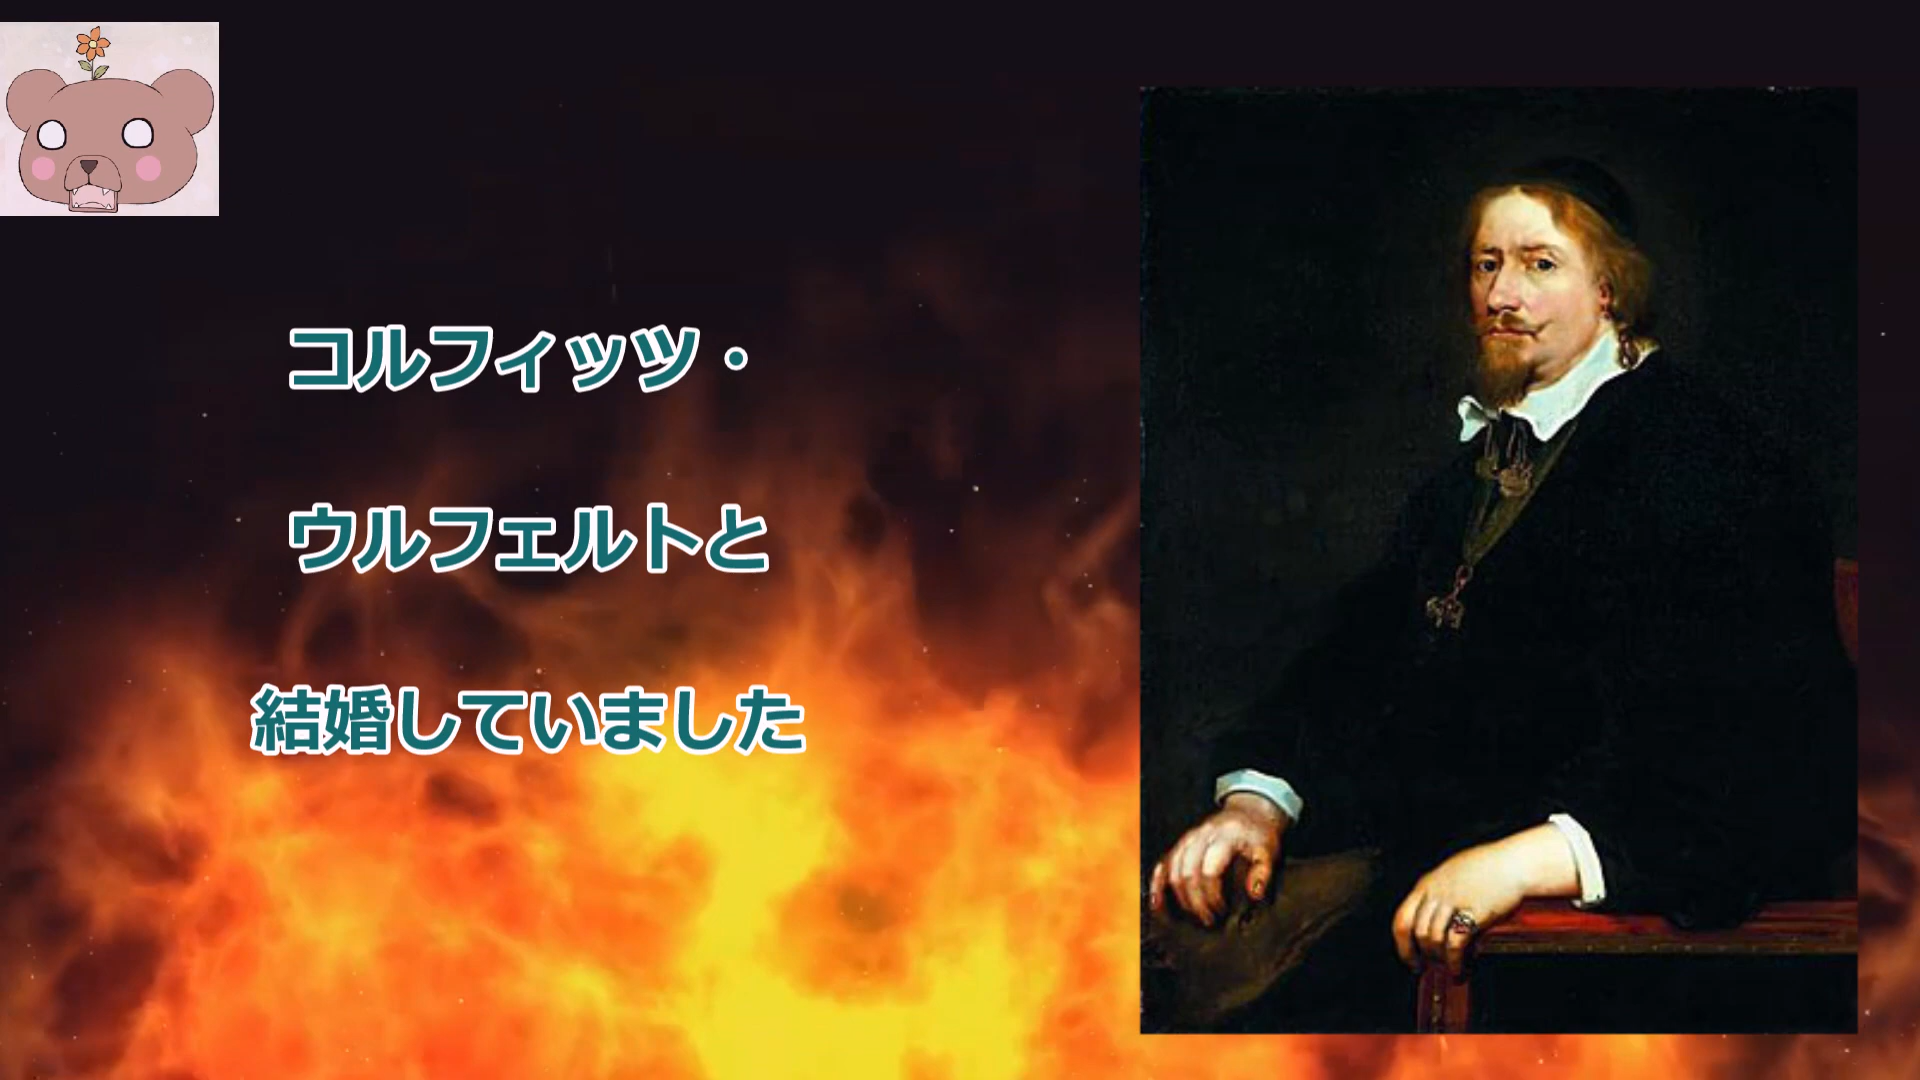 コルフィッツ・
ウルフェルトと
結婚していました